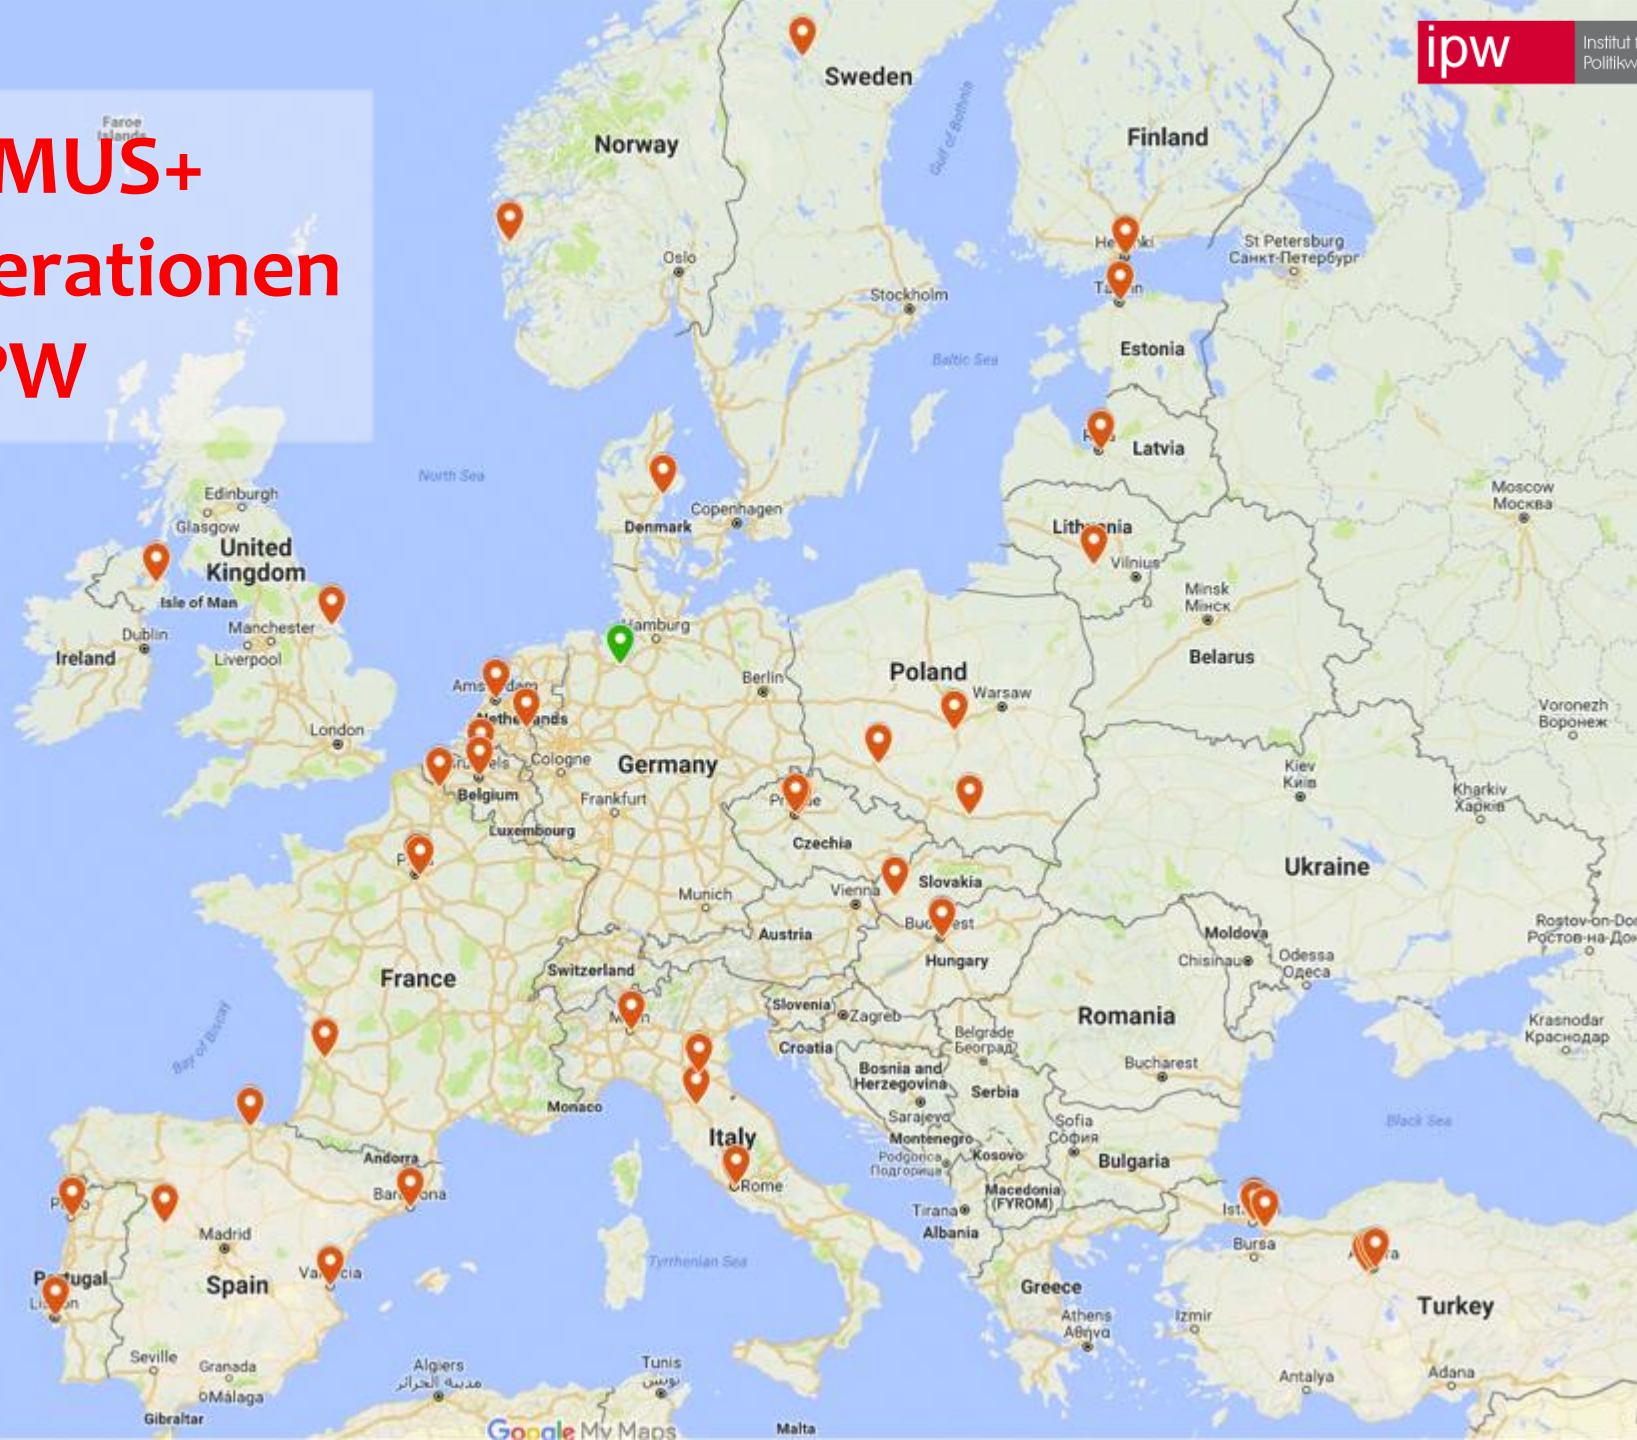 MUS+
erationen
PW
ipw
Institut
Politikw
Faroe
Islands
Sweden
Norway
Finland
Gulf of Bothnia
St Petersburg
Санкт-Петербург
Oslo
Stockholm
Estonia
Baltic Sea
Latvia
North Sea
Edinburgh
Glasgow
United
Kingdom
Isle of Man
Manchester
Dublin
Liverpool
Ireland
London
Copenhagen
Denmark
Vilnius
Moscow
Москва
Minsk
Мінск
Belarus
Berlin
Poland
Warsaw
Voronezh
Воронеж
Cologne
Germany
Frankfurt
Belgium
Luxembourg
Czechia
Kiev
Київ
Kharkiv
Харків
Ukraine
Munich
Vienna
Slovakia
Austria
Hungary
Moldova
Chisinau
Odessa
Одеса
Rostov-on-Do
Ростов-на-До
France
Switzerland
Slovenia
Zagreb
Croatia
Belgrade
Београд
Romania
Bucharest
Krasnodar
Краснодар
Bay of Biscay
Bosnia and
Herzegovina
Serbia
Sarajevo
Monaco
Montenegro
Podgorica
Подгорица
Kosovo
Sofia
София
Bulgaria
Black Sea
Andorra
Italy
Rome
Macedonia
(FYROM)
Tirana
Albania
Madrid
Spain
Bursa
Tyrrhenian Sea
Greece
Athens
Αθήνα
Izmir
Turkey
Seville
Granada
Málaga
Gibraltar
Algiers
مدينة الجزائر
Tunis
تونس
Antalya
Adana
Malta
Google My Maps